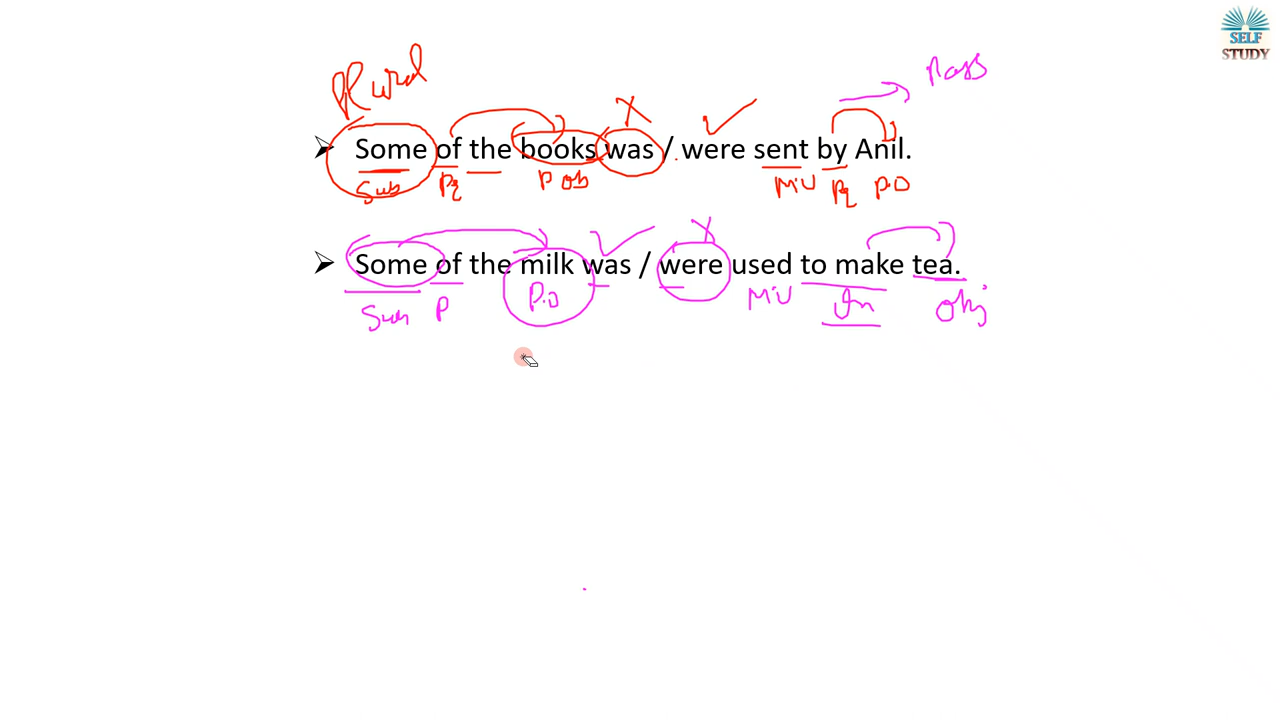 SELF
STUDY
Pass
Plural
➢ Some of the books was / were sent by Anil.
Sub P P Ob M.V P P.O
➢ Some of the milk was / were used to make tea.
Sub P P.O M.V Obj